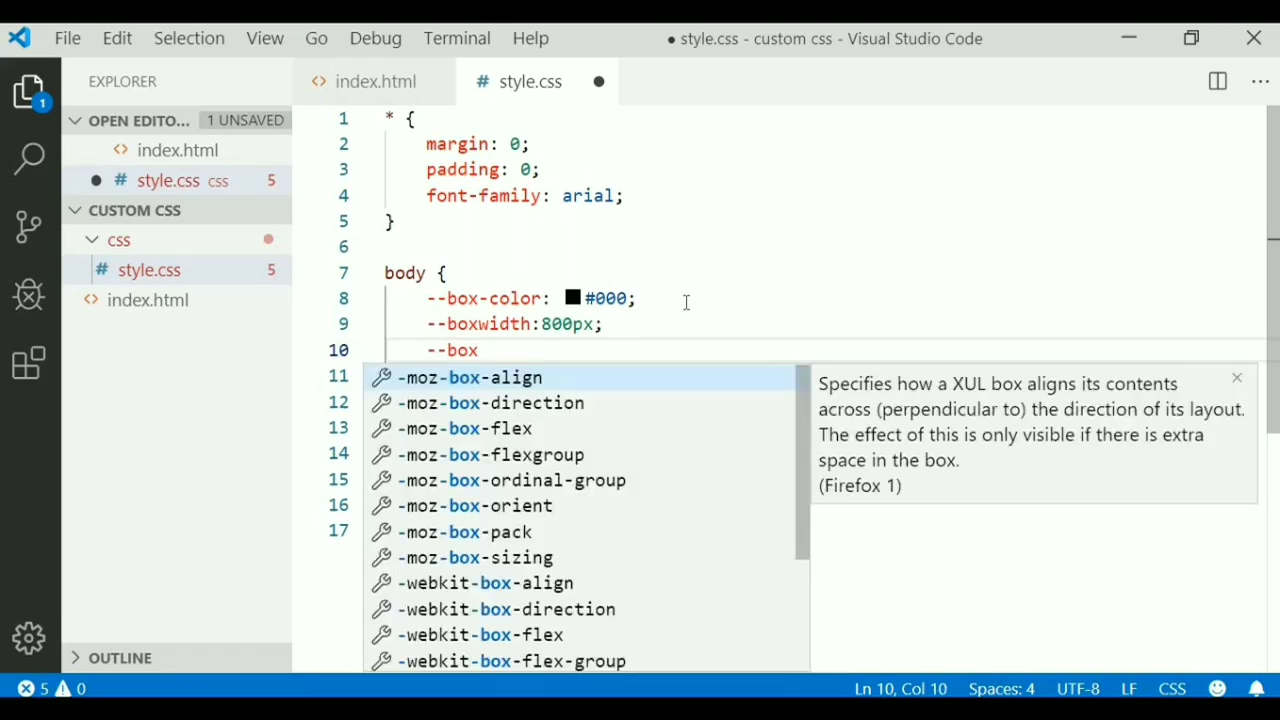 File Edit Selection View Go Debug Terminal Help ● style.css - custom css - Visual Studio Code
EXPLORER
OPEN EDITO... 1 UNSAVED
index.html
● # style.css css 5
CUSTOM CSS
css
# style.css 5
index.html
OUTLINE
1
<> index.html # style.css ●
1 * {
2 margin: 0;
3 padding: 0;
4 font-family: arial;
5 }
6
7 body {
8 --box-color: #000;
9 --boxwidth:800px;
10 --box
11 -moz-box-align
12 -moz-box-direction
13 -moz-box-flex
14 -moz-box-flexgroup
15 -moz-box-ordinal-group
16 -moz-box-orient
17 -moz-box-pack
-moz-box-sizing
-webkit-box-align
-webkit-box-direction
-webkit-box-flex
-webkit-box-flex-group
Specifies how a XUL box aligns its contents
across (perpendicular to) the direction of its layout.
The effect of this is only visible if there is extra
space in the box.
(Firefox 1)
5 0 Ln 10, Col 10 Spaces: 4 UTF-8 LF CSS